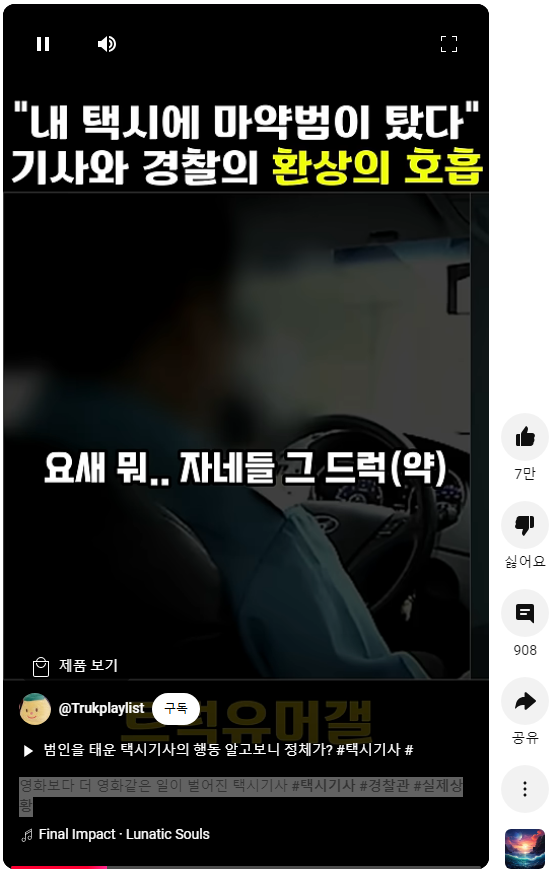 "내 택시에 마약범이 탔다"
기사와 경찰의 환상의 호흡
요새 뭐.. 자네들 그 드럭(약)
7만
싫어요
908
공유
제품 보기
@Trukplaylist 구독
트럭유머갤
범인을 태운 택시기사의 행동 알고보니 정체가? #택시기사 #
영화보다 더 영화같은 일이 벌어진 택시기사 #택시기사 #경찰관 #실제상
황
Final Impact · Lunatic Souls